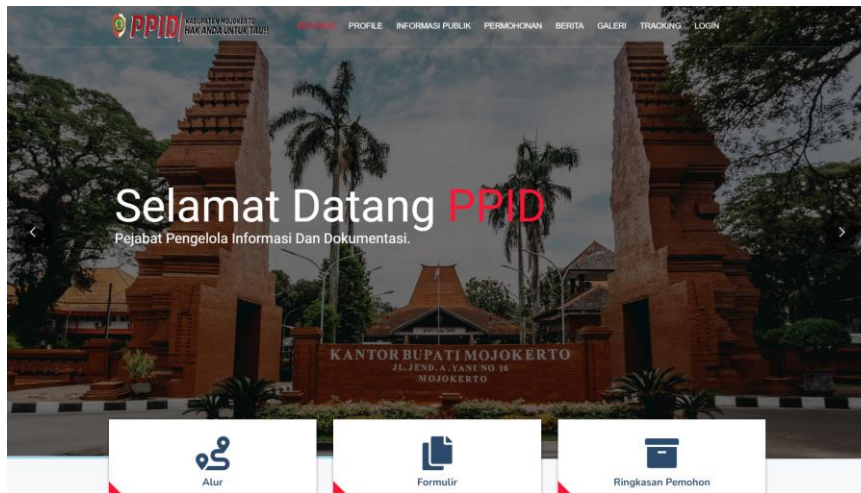 PPID KABUPATEN MOJOKERTO
HAK ANDA UNTUK TAU!!
PROFILE INFORMASI PUBLIK PERMOHONAN BERITA GALERI TRACKING LOGIN
Selamat Datang PPID
Pejabat Pengelola Informasi Dan Dokumentasi.
KANTOR BUPATI MOJOKERTO
JL. JEND. A. YANI NO 16
MOJOKERTO
Alur Formulir Ringkasan Pemohon